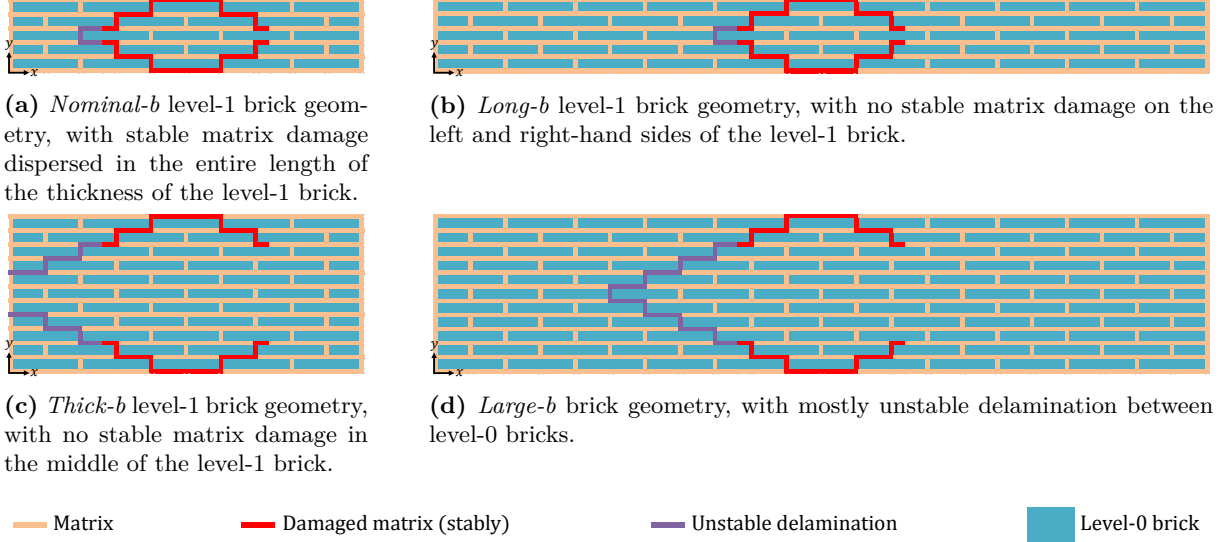 y
x
y
x
(a) Nominal-b level-1 brick geom-
etry, with stable matrix damage
dispersed in the entire length of
the thickness of the level-1 brick.
(b) Long-b level-1 brick geometry, with no stable matrix damage on the
left and right-hand sides of the level-1 brick.
y
x
y
x
(c) Thick-b level-1 brick geometry,
with no stable matrix damage in
the middle of the level-1 brick.
(d) Large-b brick geometry, with mostly unstable delamination between
level-0 bricks.
Matrix
Damaged matrix (stably)
Unstable delamination
Level-0 brick